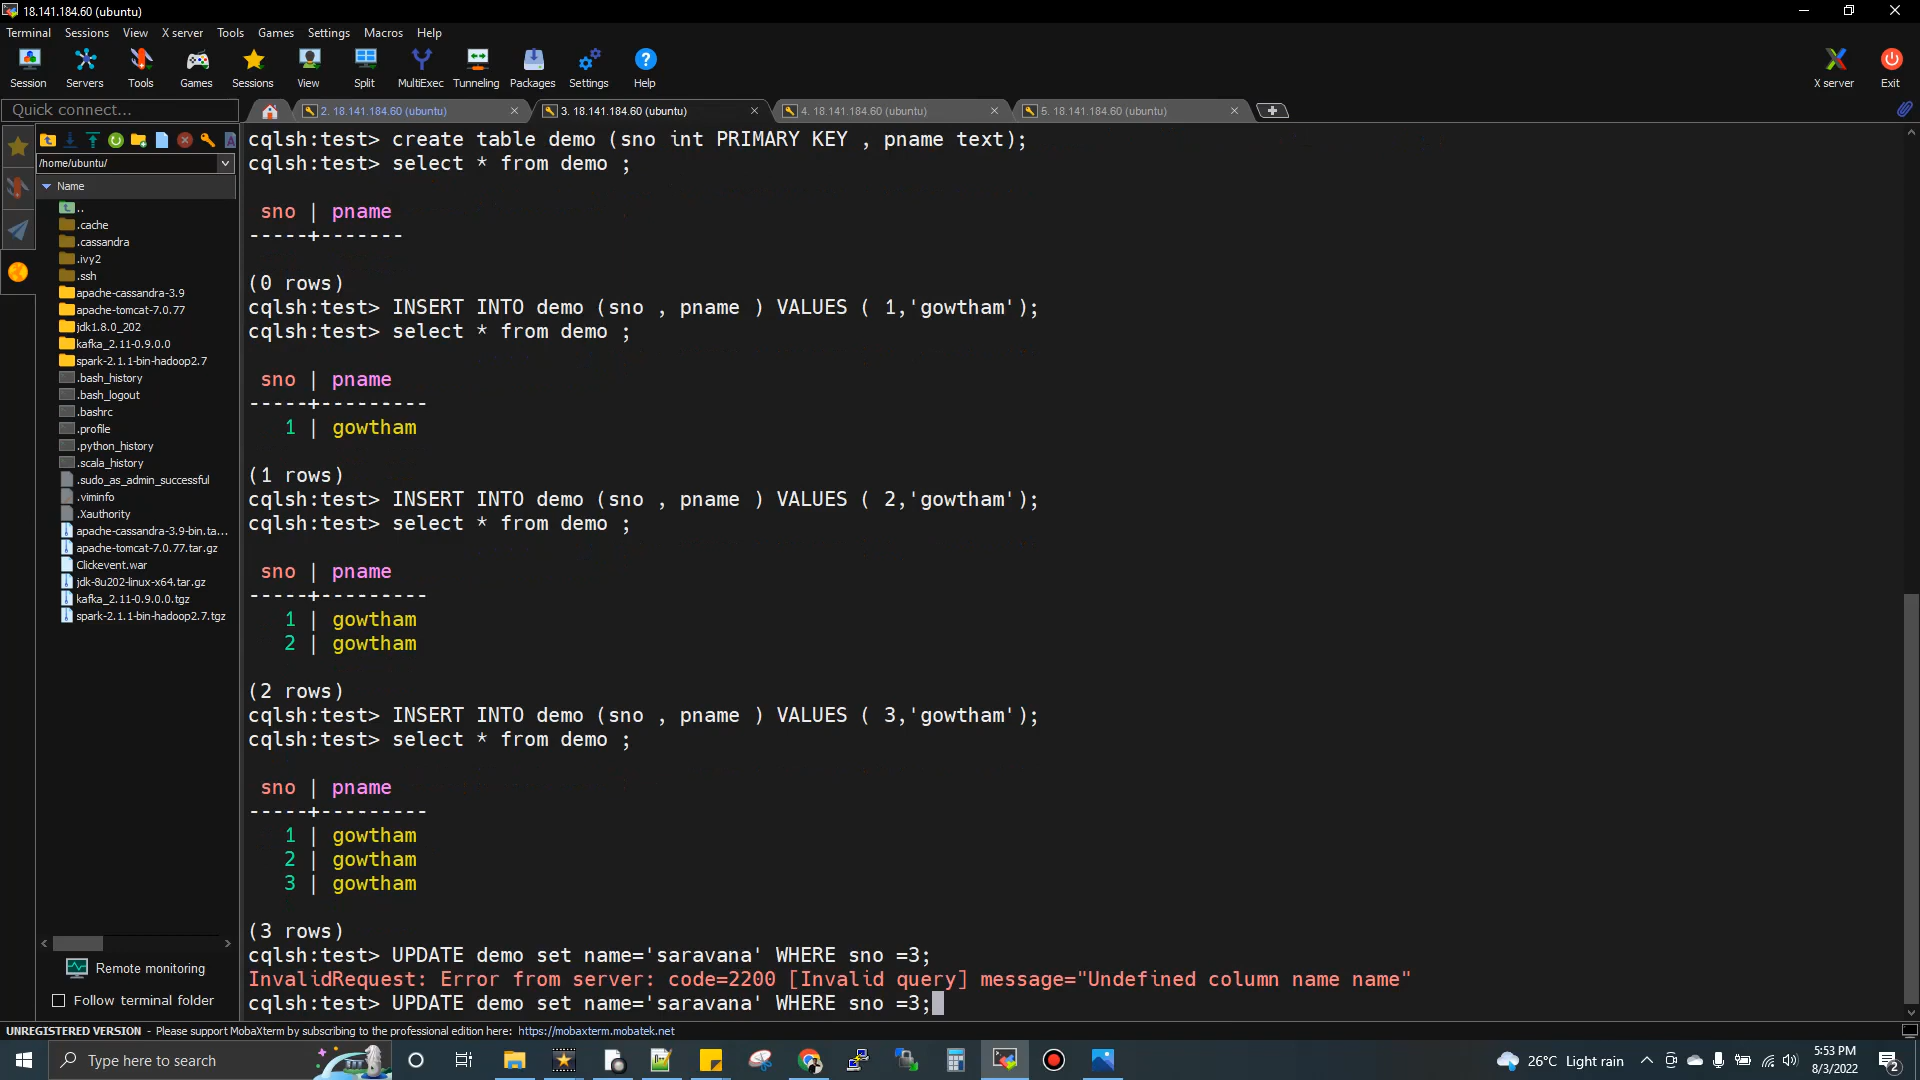 18.141.184.60 (ubuntu)
Terminal Sessions View X server Tools Games Settings Macros Help
Session Servers Tools Games Sessions View Split MultiExec Tunneling Packages Settings Help X server Exit
Quick connect...
2. 18.141.184.60 (ubuntu)
3. 18.141.184.60 (ubuntu)
4. 18.141.184.60 (ubuntu)
5. 18.141.184.60 (ubuntu)
/home/ubuntu/
Name
..
.cache
.cassandra
.ivy2
.ssh
apache-cassandra-3.9
apache-tomcat-7.0.77
jdk1.8.0_202
kafka_2.11-0.9.0.0
spark-2.1.1-bin-hadoop2.7
.bash_history
.bash_logout
.bashrc
.profile
.python_history
.scala_history
.sudo_as_admin_successful
.viminfo
.Xauthority
apache-cassandra-3.9-bin.ta...
apache-tomcat-7.0.77.tar.gz
Clickevent.war
jdk-8u202-linux-x64.tar.gz
kafka_2.11-0.9.0.0.tgz
spark-2.1.1-bin-hadoop2.7.tgz
Remote monitoring
Follow terminal folder
cqlsh:test> create table demo (sno int PRIMARY KEY , pname text);
cqlsh:test> select * from demo ;
sno | pname
-----+-------
(0 rows)
cqlsh:test> INSERT INTO demo (sno , pname ) VALUES ( 1,'gowtham');
cqlsh:test> select * from demo ;
sno | pname
-----+---------
1 | gowtham
(1 rows)
cqlsh:test> INSERT INTO demo (sno , pname ) VALUES ( 2,'gowtham');
cqlsh:test> select * from demo ;
sno | pname
-----+---------
1 | gowtham
2 | gowtham
(2 rows)
cqlsh:test> INSERT INTO demo (sno , pname ) VALUES ( 3,'gowtham');
cqlsh:test> select * from demo ;
sno | pname
-----+---------
1 | gowtham
2 | gowtham
3 | gowtham
(3 rows)
cqlsh:test> UPDATE demo set name='saravana' WHERE sno =3;
InvalidRequest: Error from server: code=2200 [Invalid query] message="Undefined column name name"
cqlsh:test> UPDATE demo set name='saravana' WHERE sno =3;
UNREGISTERED VERSION - Please support MobaXterm by subscribing to the professional edition here: https://mobaxterm.mobatek.net
Type here to search
26°C Light rain
5:53 PM
8/3/2022
2